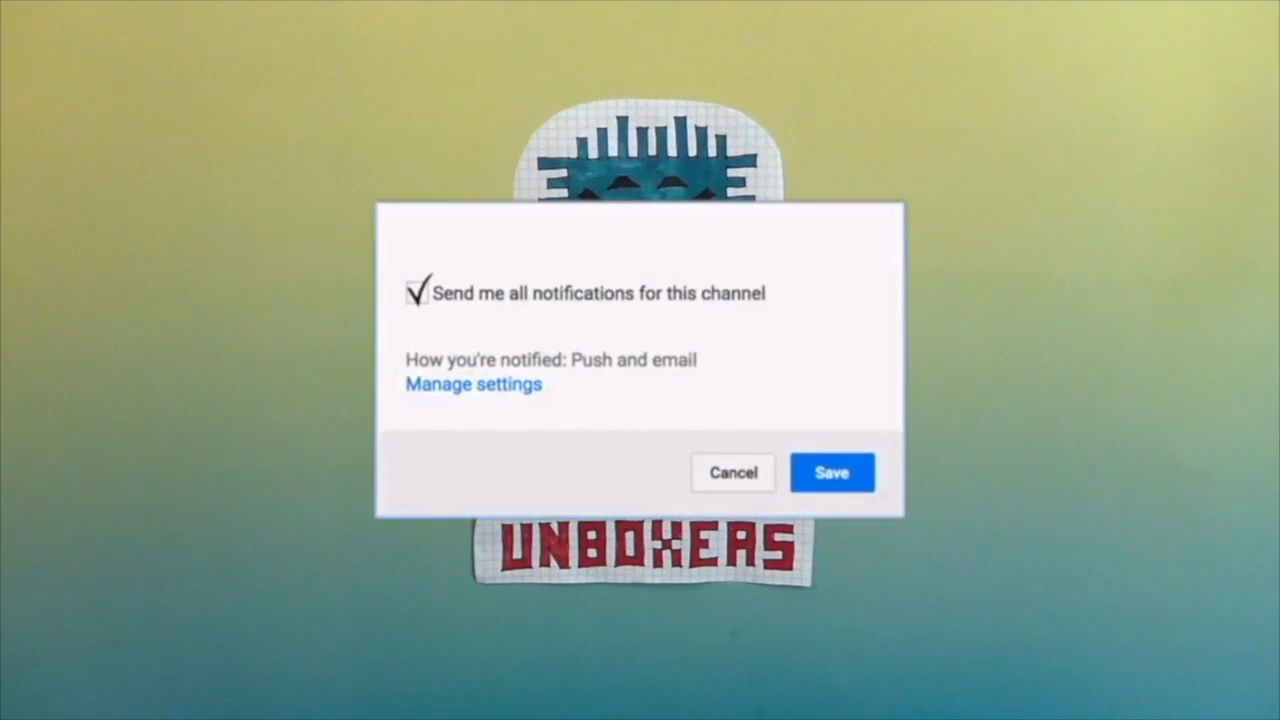 Send me all notifications for this channel
How you're notified: Push and email
Manage settings
Cancel
Save
UNBOXERS